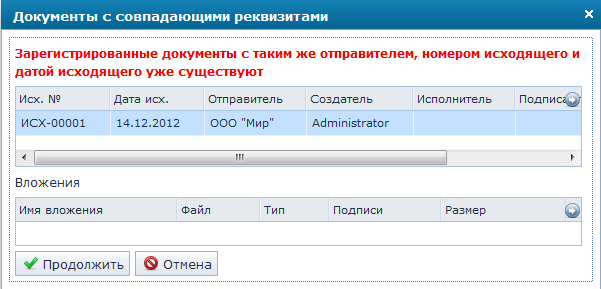 Документы с совпадающими реквизитами
Зарегистрированные документы с таким же отправителем, номером исходящего и
датой исходящего уже существуют
Исх. № Дата исх. Отправитель Создатель Исполнитель
ИСХ-00001 14.12.2012 ООО "Мир" Administrator
Вложения
Имя вложения Файл Тип Подписи Размер
Продолжить Отмена